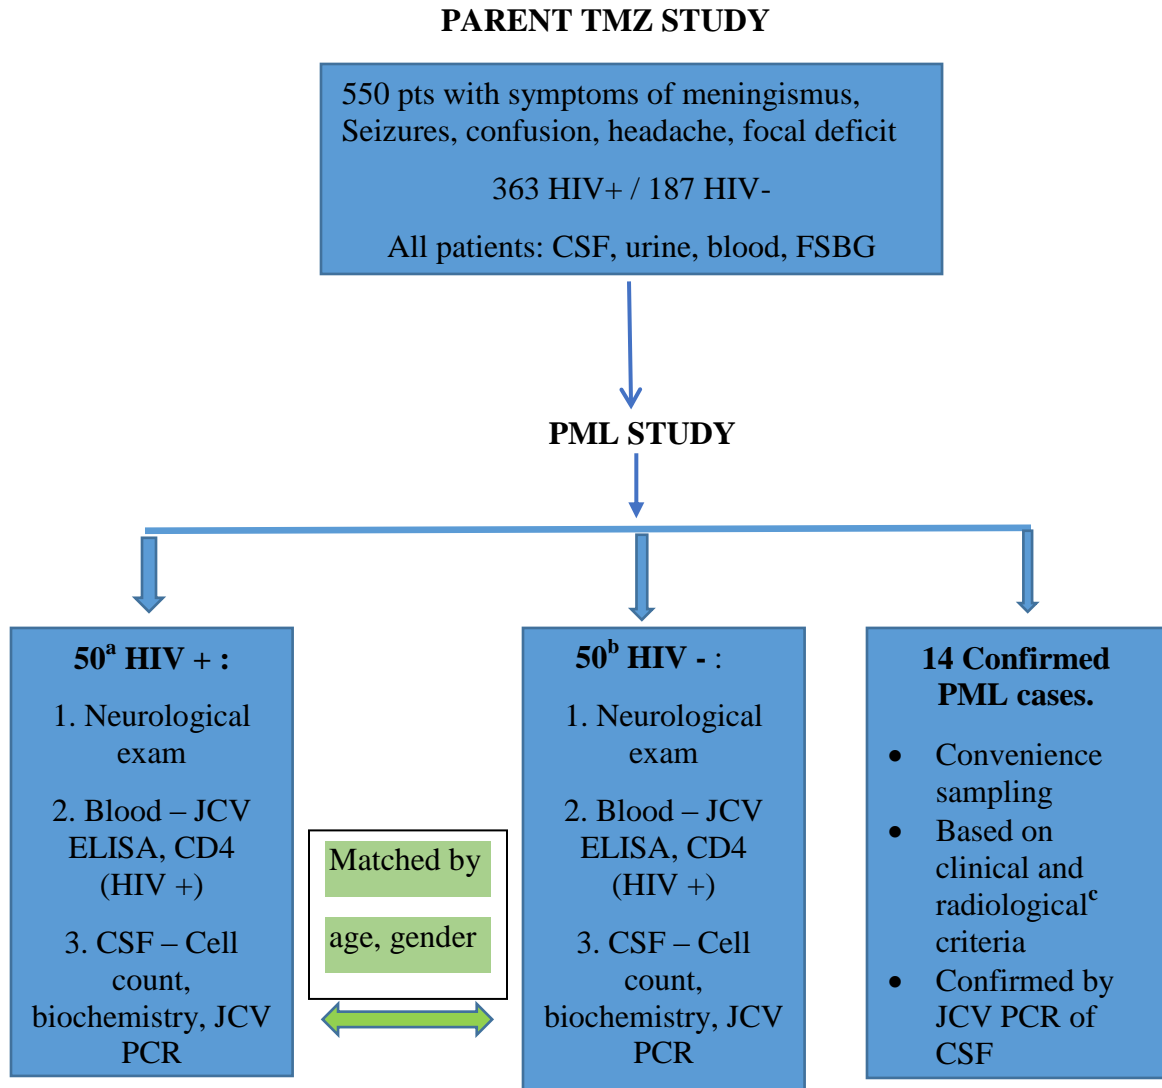 PARENT TMZ STUDY
550 pts with symptoms of meningismus,
Seizures, confusion, headache, focal deficit
363 HIV+ / 187 HIV-
All patients: CSF, urine, blood, FSBG
PML STUDY
50ᵃ HIV + :
1. Neurological
exam
2. Blood – JCV
ELISA, CD4
(HIV +)
3. CSF – Cell
count,
biochemistry, JCV
PCR
Matched by
age, gender
50ᵇ HIV - :
1. Neurological
exam
2. Blood – JCV
ELISA, CD4
(HIV +)
3. CSF – Cell
count,
biochemistry, JCV
PCR
14 Confirmed
PML cases.
• Convenience
sampling
• Based on
clinical and
radiologicalᶜ
criteria
• Confirmed by
JCV PCR of
CSF